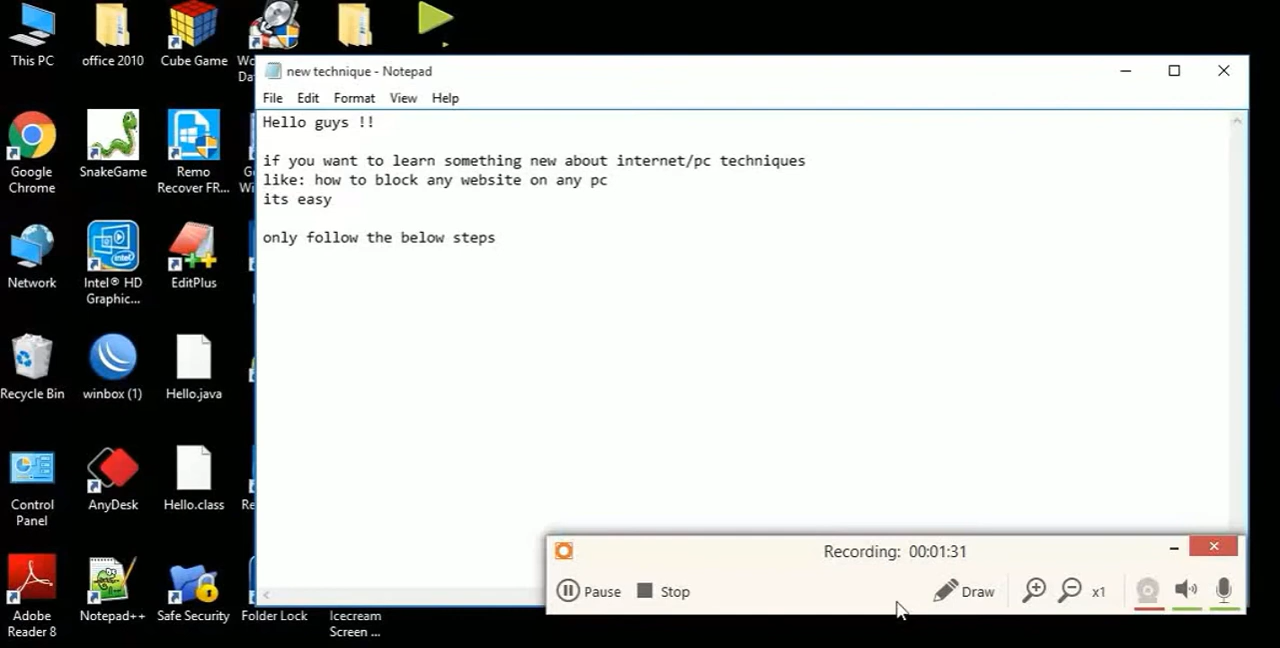 This PC
office 2010
Cube Game
Google Chrome
SnakeGame
Remo Recover FR...
Network
Intel® HD Graphic...
EditPlus
Recycle Bin
winbox (1)
Hello.java
Control Panel
AnyDesk
Hello.class
Adobe Reader 8
Notepad++
Safe Security
Folder Lock
Icecream Screen ...
new technique - Notepad
File Edit Format View Help
Hello guys !!
if you want to learn something new about internet/pc techniques
like: how to block any website on any pc
its easy
only follow the below steps
Recording: 00:01:31
Pause Stop Draw x1